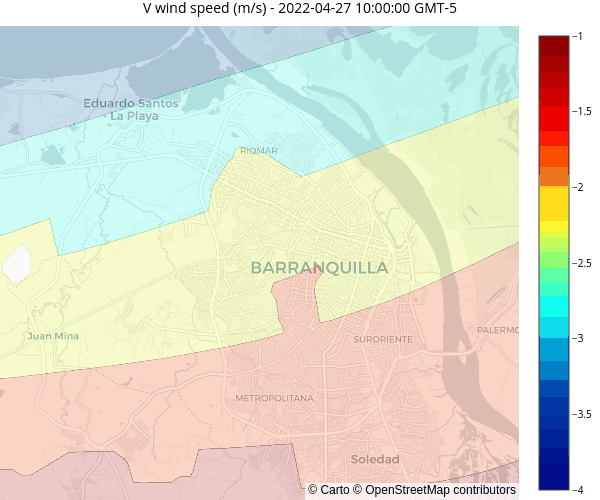 V wind speed (m/s) - 2022-04-27 10:00:00 GMT-5
Eduardo Santos
La Playa
RIOMAR
BARRANQUILLA
Juan Mina
SURORIENTE
PALERMO
METROPOLITANA
Soledad
© Carto © OpenStreetMap contributors
−1
−1.5
−2
−2.5
−3
−3.5
−4